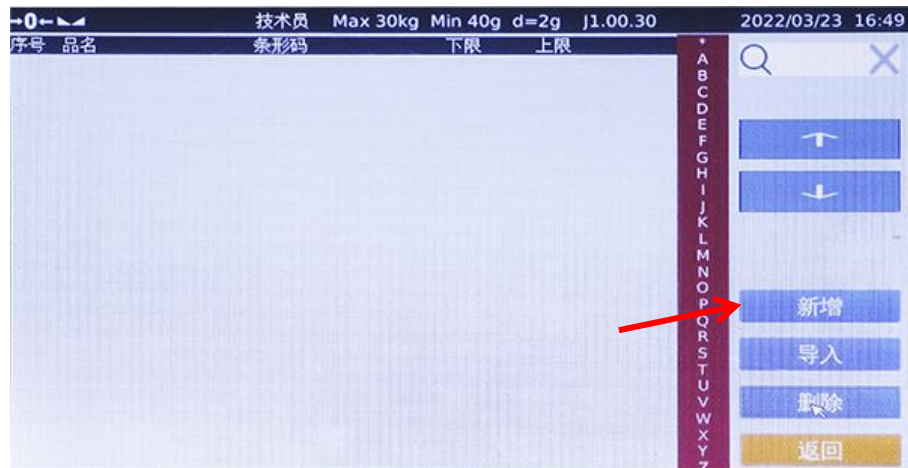 →0← 技术员 Max 30kg Min 40g d=2g J1.00.30 2022/03/23 16:49
序号 品名 条形码 下限 上限
*
A
B
C
D
E
F
G
H
I
J
K
L
M
N
O
P
Q
R
S
T
U
V
W
X
Y
Z
新增
导入
删除
返回